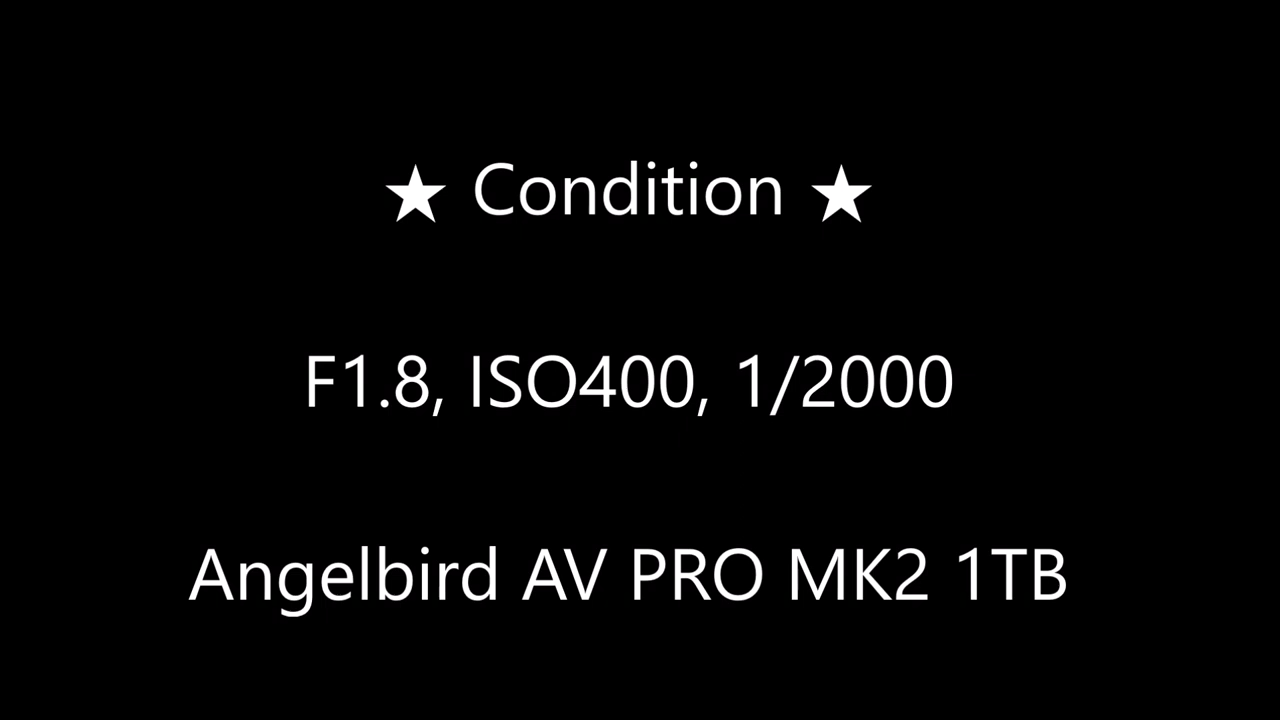 ★ Condition ★
F1.8, ISO400, 1/2000
Angelbird AV PRO MK2 1TB